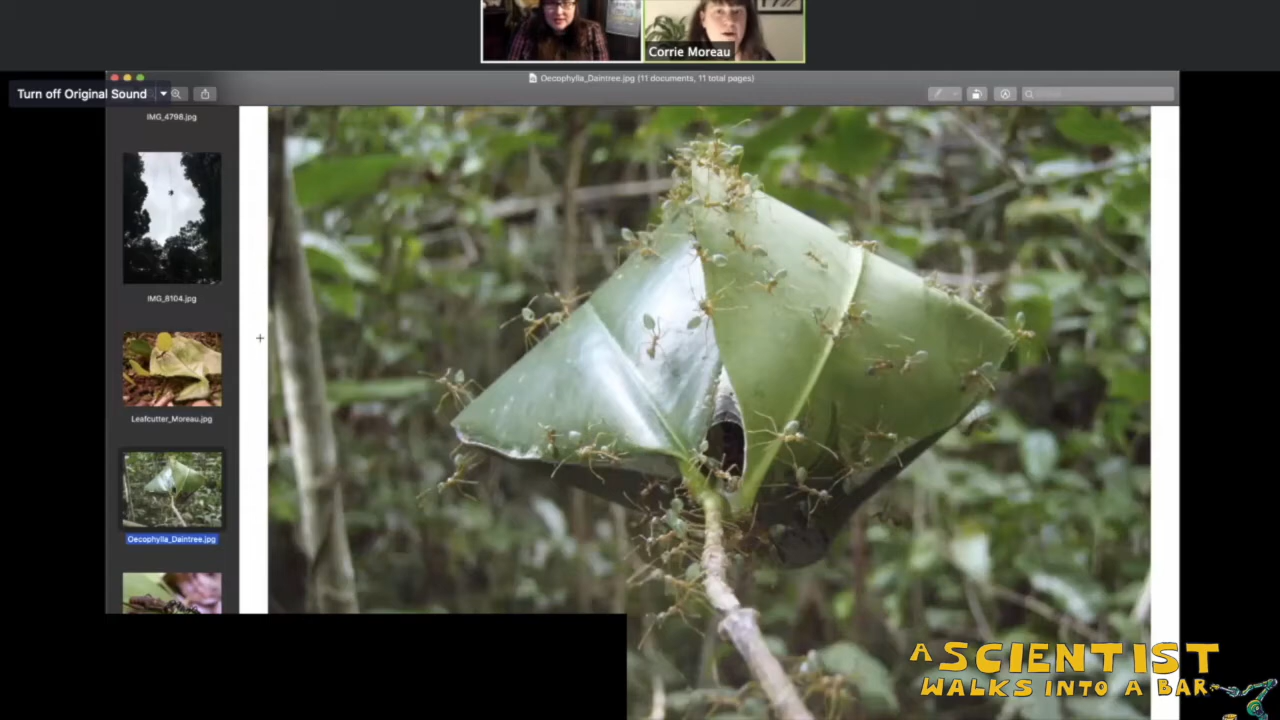 Corrie Moreau
Oecophylla_Daintree.jpg (11 documents, 11 total pages)
Turn off Original Sound
IMG_4798.jpg
IMG_8104.jpg
Leafcutter_Moreau.jpg
Oecophylla_Daintree.jpg
A SCIENTIST
WALKS INTO A BAR